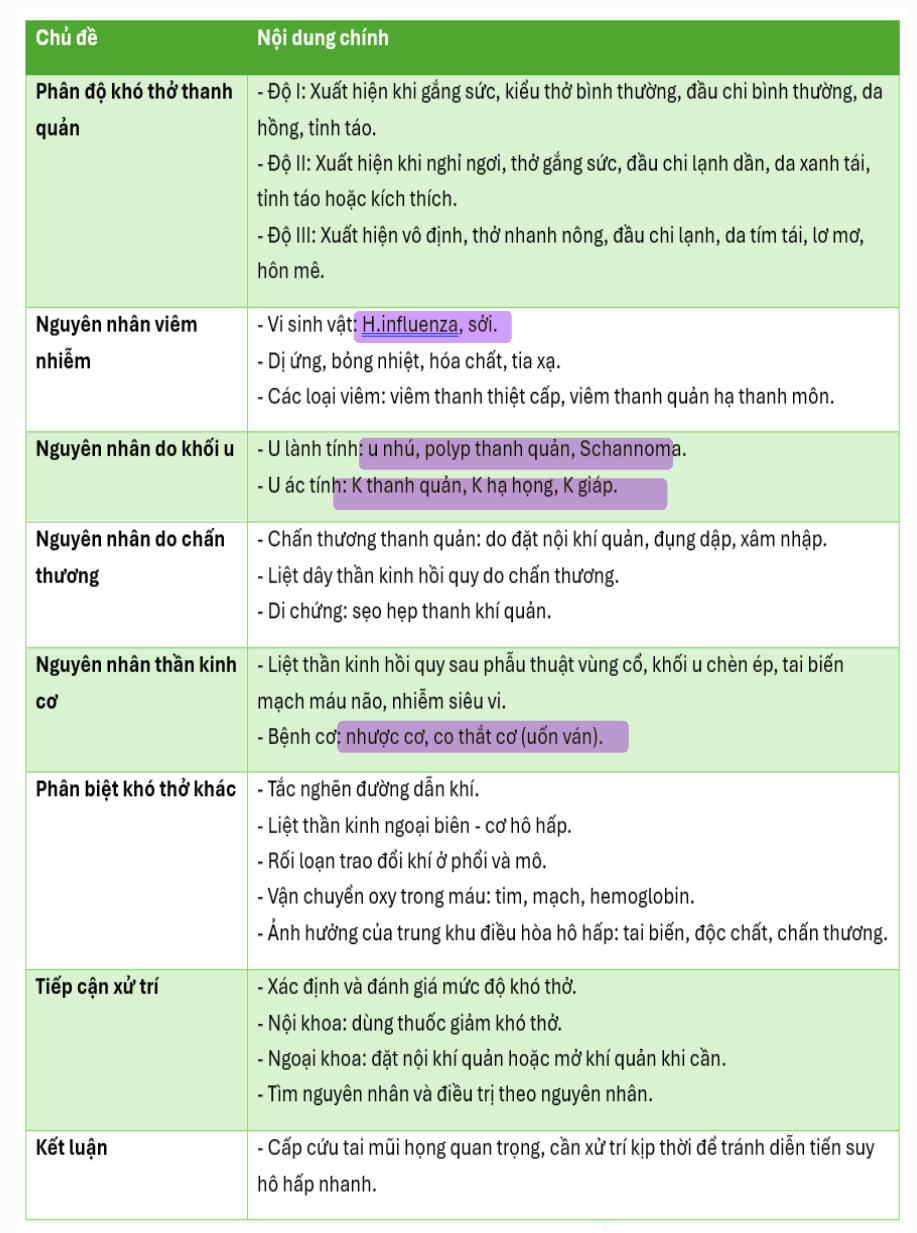 Chủ đề
Nội dung chính
Phân độ khó thở thanh
quản
- Độ I: Xuất hiện khi gắng sức, kiểu thở bình thường, đầu chi bình thường, da
hồng, tỉnh táo.
- Độ II: Xuất hiện khi nghỉ ngơi, thở gắng sức, đầu chi lạnh dần, da xanh tái,
tỉnh táo hoặc kích thích.
- Độ III: Xuất hiện vô định, thở nhanh nông, đầu chi lạnh, da tím tái, lơ mơ,
hôn mê.
Nguyên nhân viêm
nhiễm
- Vi sinh vật: H.influenza, sởi.
- Dị ứng, bỏng nhiệt, hóa chất, tia xạ.
- Các loại viêm: viêm thanh thiệt cấp, viêm thanh quản hạ thanh môn.
Nguyên nhân do khối u
- U lành tính: u nhú, polyp thanh quản, Schannoma.
- U ác tính: K thanh quản, K hạ họng, K giáp.
Nguyên nhân do chấn
thương
- Chấn thương thanh quản: do đặt nội khí quản, đụng dập, xâm nhập.
- Liệt dây thần kinh hồi quy do chấn thương.
- Di chứng: sẹo hẹp thanh khí quản.
Nguyên nhân thần kinh
cơ
- Liệt thần kinh hồi quy sau phẫu thuật vùng cổ, khối u chèn ép, tai biến
mạch máu não, nhiễm siêu vi.
- Bệnh cơ: nhược cơ, co thắt cơ (uốn ván).
Phân biệt khó thở khác
- Tắc nghẽn đường dẫn khí.
- Liệt thần kinh ngoại biên - cơ hô hấp.
- Rối loạn trao đổi khí ở phổi và mô.
- Vận chuyển oxy trong máu: tim, mạch, hemoglobin.
- Ảnh hưởng của trung khu điều hòa hô hấp: tai biến, độc chất, chấn thương.
Tiếp cận xử trí
- Xác định và đánh giá mức độ khó thở.
- Nội khoa: dùng thuốc giảm khó thở.
- Ngoại khoa: đặt nội khí quản hoặc mở khí quản khi cần.
- Tìm nguyên nhân và điều trị theo nguyên nhân.
Kết luận
- Cấp cứu tai mũi họng quan trọng, cần xử trí kịp thời để tránh diễn tiến suy
hô hấp nhanh.